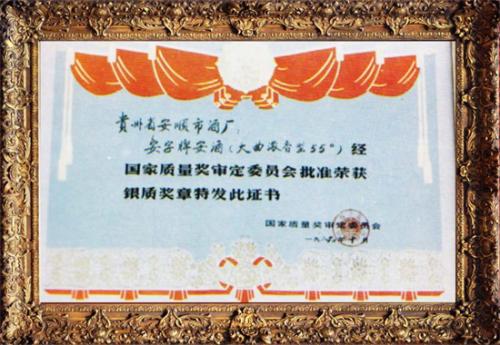 贵州省安顺市酒厂：
安字牌安酒（大曲浓香型55°）经
国家质量奖审定委员会批准荣获
银质奖章特发此证书
国家质量奖审定委员会